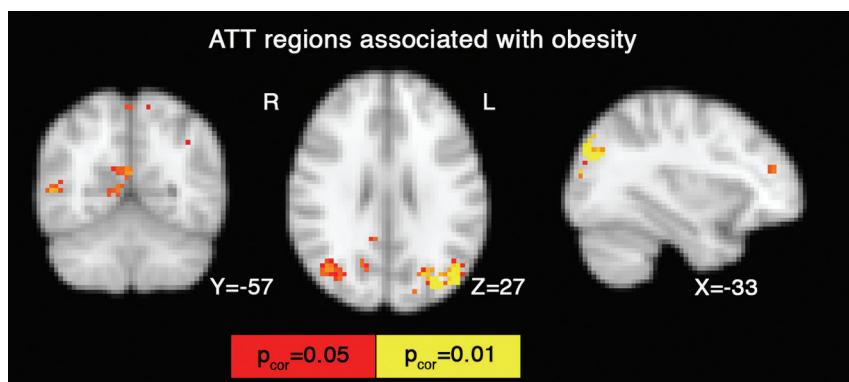 ATT regions associated with obesity
R L
Y=-57 Z=27 X=-33
pcor=0.05 pcor=0.01